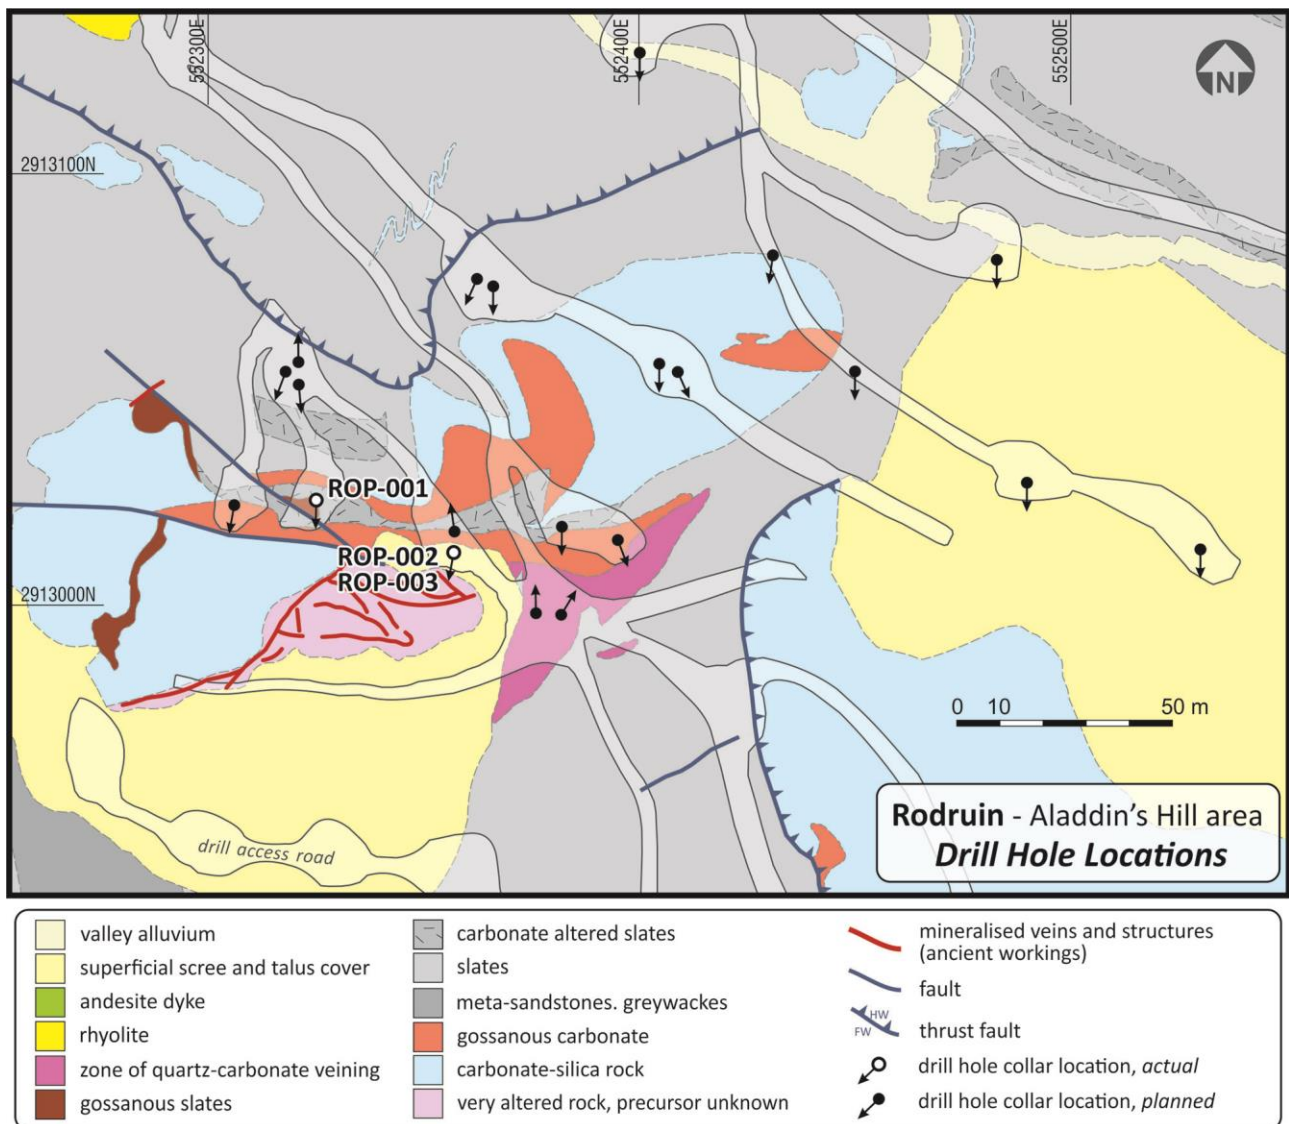 552300E
552400E
552500E
N
2913100N
ROP-001
ROP-002
ROP-003
2913000N
0 10 50 m
drill access road
Rodruin - Aladdin's Hill area
Drill Hole Locations
valley alluvium
superficial scree and talus cover
andesite dyke
rhyolite
zone of quartz-carbonate veining
gossanous slates
carbonate altered slates
slates
meta-sandstones. greywackes
gossanous carbonate
carbonate-silica rock
very altered rock, precursor unknown
mineralised veins and structures
(ancient workings)
fault
HW
FW
thrust fault
drill hole collar location, actual
drill hole collar location, planned